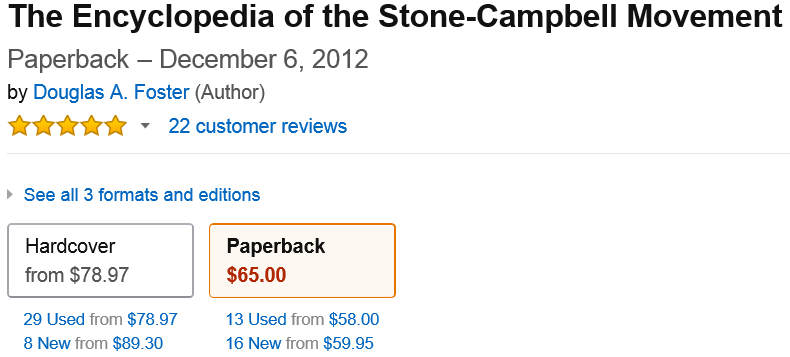 The Encyclopedia of the Stone-Campbell Movement
Paperback – December 6, 2012
by Douglas A. Foster (Author)
22 customer reviews
See all 3 formats and editions
Hardcover
from $78.97
Paperback
$65.00
29 Used from $78.97
8 New from $89.30
13 Used from $58.00
16 New from $59.95